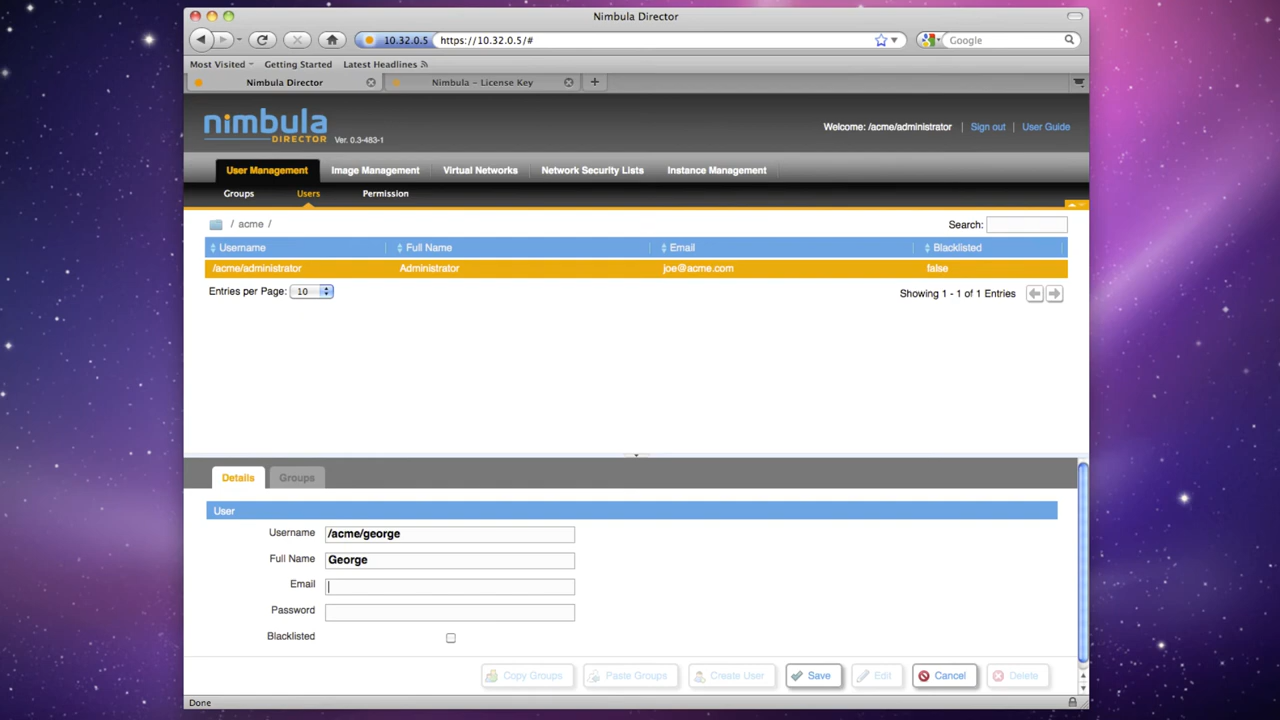 Nimbula Director
10.32.0.5 https://10.32.0.5/# Google
Most Visited Getting Started Latest Headlines
Nimbula Director Nimbula – License Key
nimbula DIRECTOR Ver. 0.3-483-1 Welcome: /acme/administrator | Sign out | User Guide
User Management Image Management Virtual Networks Network Security Lists Instance Management
Groups Users Permission
/ acme / Search:
Username Full Name Email Blacklisted
/acme/administrator Administrator joe@acme.com false
Entries per Page: 10 Showing 1 - 1 of 1 Entries
Details Groups
User
Username /acme/george
Full Name George
Email
Password
Blacklisted
Copy Groups Paste Groups Create User Save Edit Cancel Delete
Done